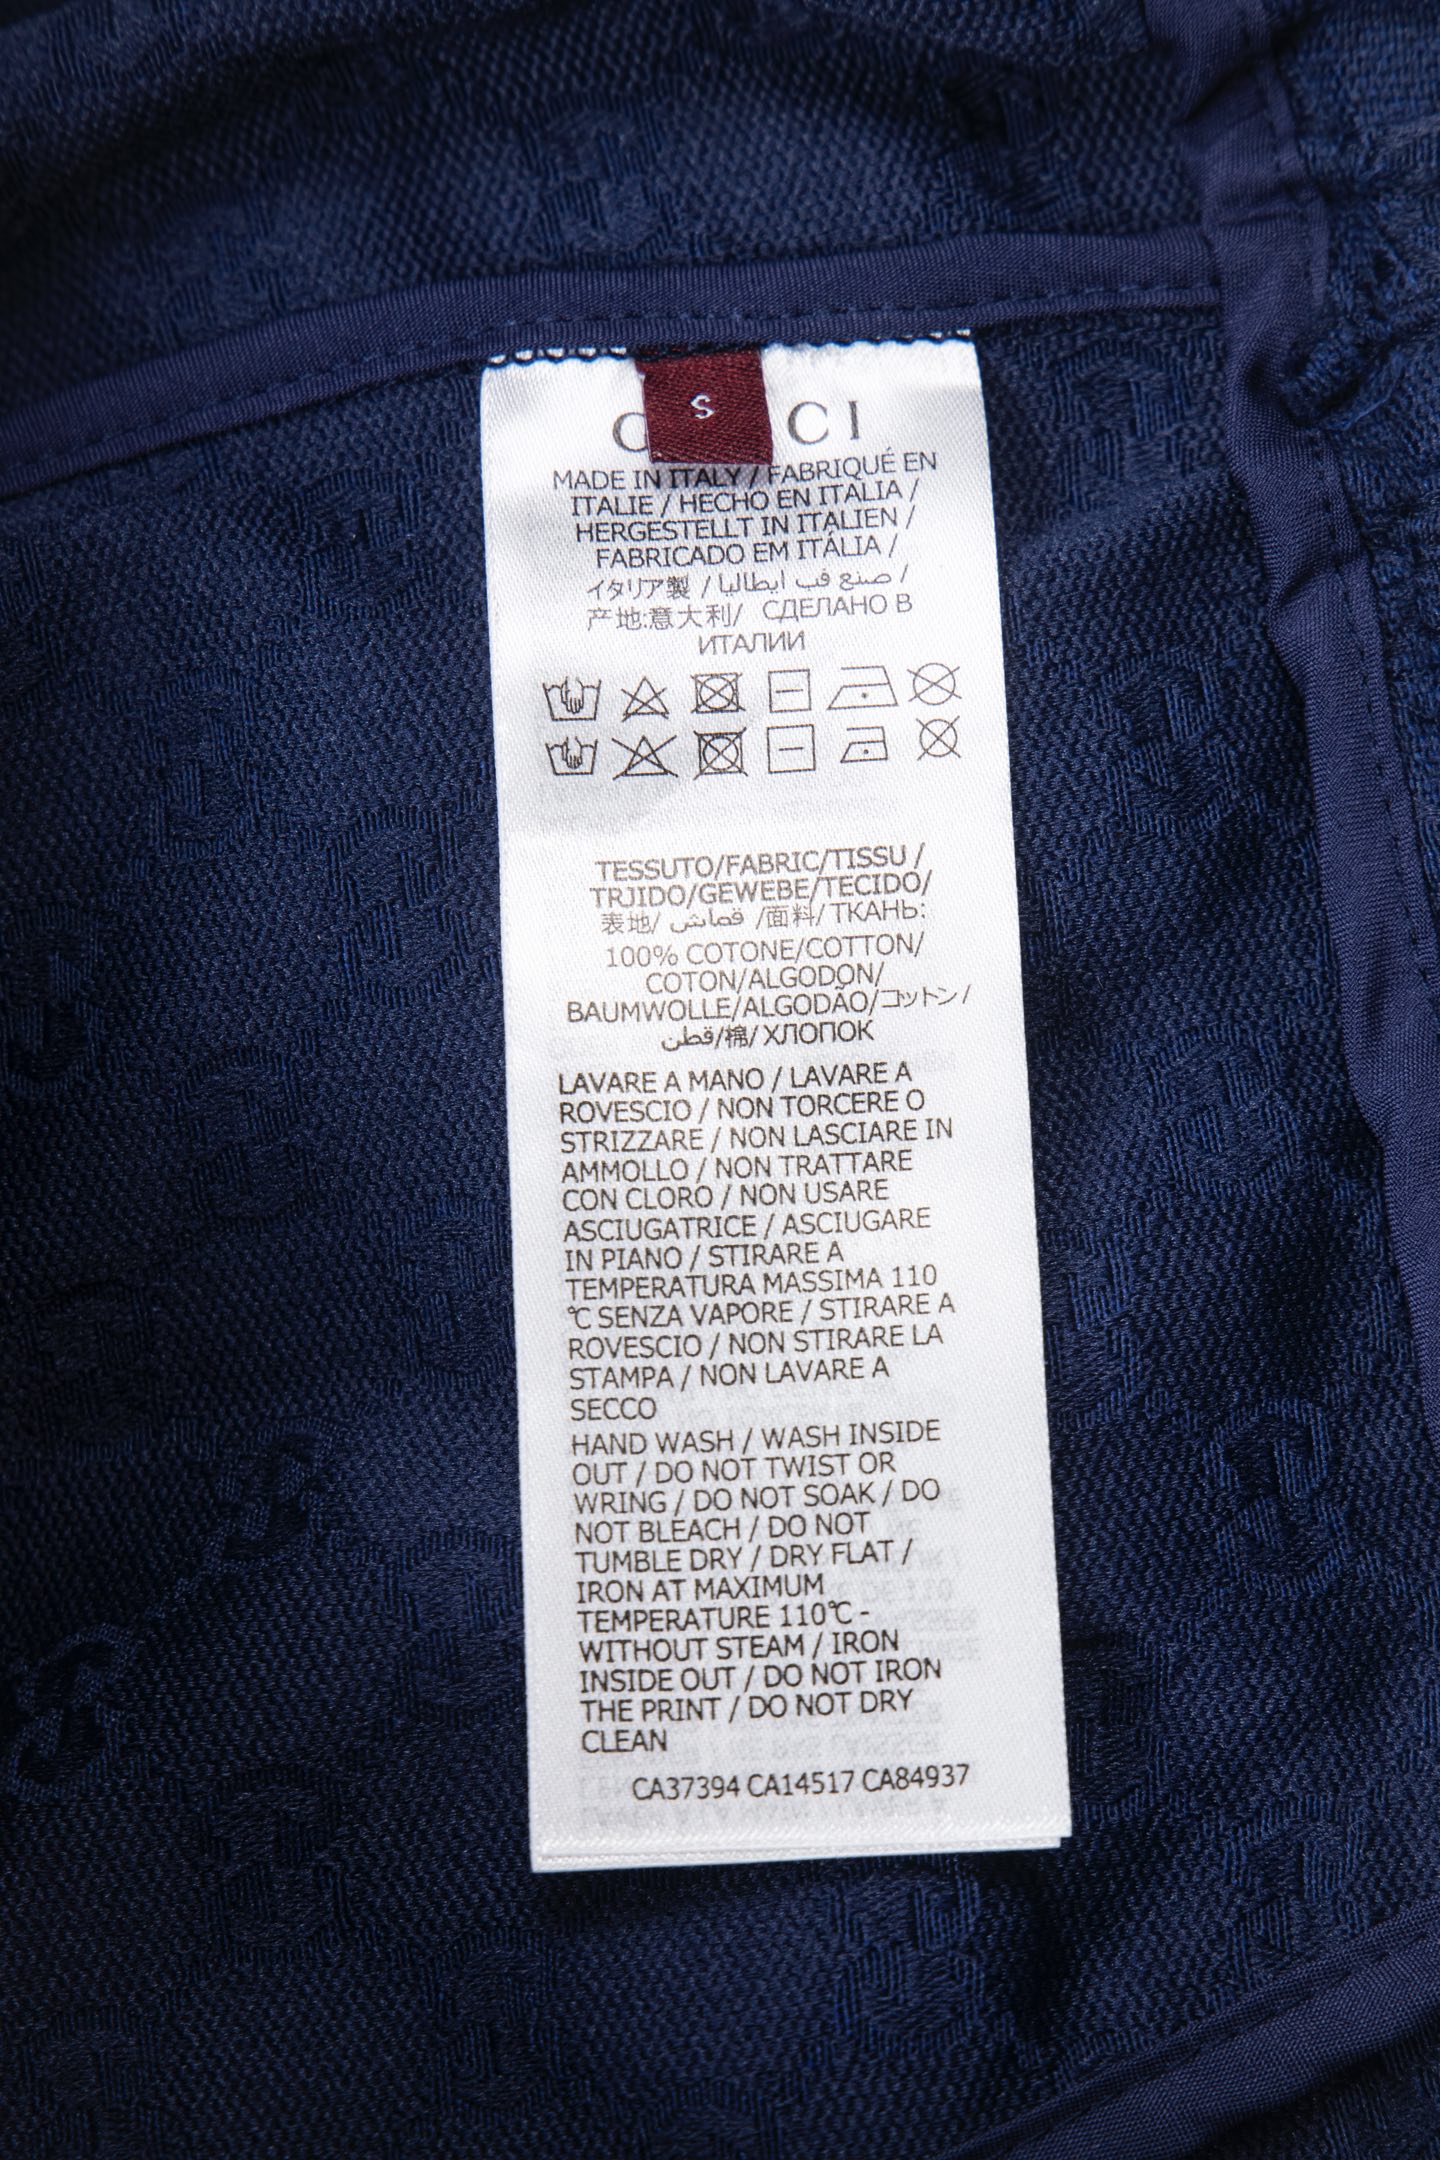 S
MADE IN ITALY / FABRIQUÉ EN
ITALIE / HECHO EN ITALIA /
HERGESTELLT IN ITALIEN /
FABRICADO EM ITÁLIA /
イタリア製 / صنع فب ايطاليا /
产地:意大利/ СДЕЛАНО В
ИТАЛИИ
TESSUTO/FABRIC/TISSU /
TRJIDO/GEWEBE/TECIDO/
表地/ قماش /面料/ ТКАНЬ:
100% COTONE/COTTON/
COTON/ALGODON/
BAUMWOLLE/ALGODÃO/コットン/
قطن/棉/ ХЛОПОК
LAVARE A MANO / LAVARE A
ROVESCIO / NON TORCERE O
STRIZZARE / NON LASCIARE IN
AMMOLLO / NON TRATTARE
CON CLORO / NON USARE
ASCIUGATRICE / ASCIUGARE
IN PIANO / STIRARE A
TEMPERATURA MASSIMA 110
℃ SENZA VAPORE / STIRARE A
ROVESCIO / NON STIRARE LA
STAMPA / NON LAVARE A
SECCO
HAND WASH / WASH INSIDE
OUT / DO NOT TWIST OR
WRING / DO NOT SOAK / DO
NOT BLEACH / DO NOT
TUMBLE DRY / DRY FLAT /
IRON AT MAXIMUM
TEMPERATURE 110℃ -
WITHOUT STEAM / IRON
INSIDE OUT / DO NOT IRON
THE PRINT / DO NOT DRY
CLEAN
CA37394 CA14517 CA84937